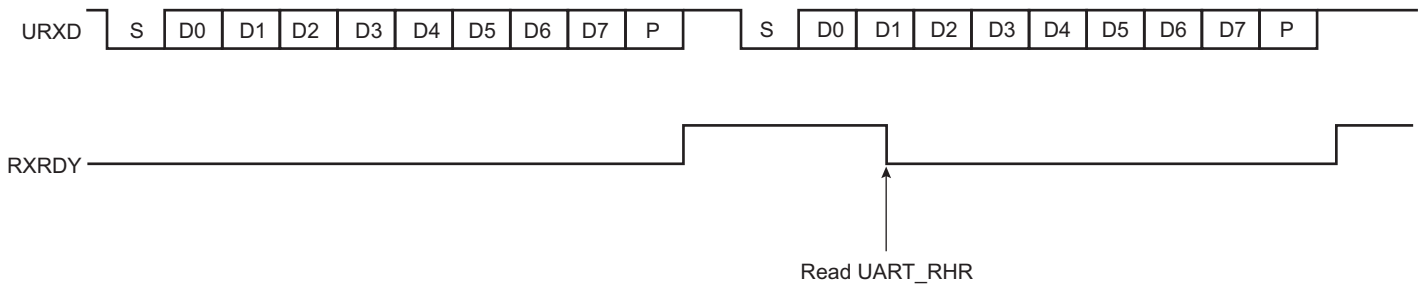 URXD S D0 D1 D2 D3 D4 D5 D6 D7 P S D0 D1 D2 D3 D4 D5 D6 D7 P
RXRDY
Read UART_RHR